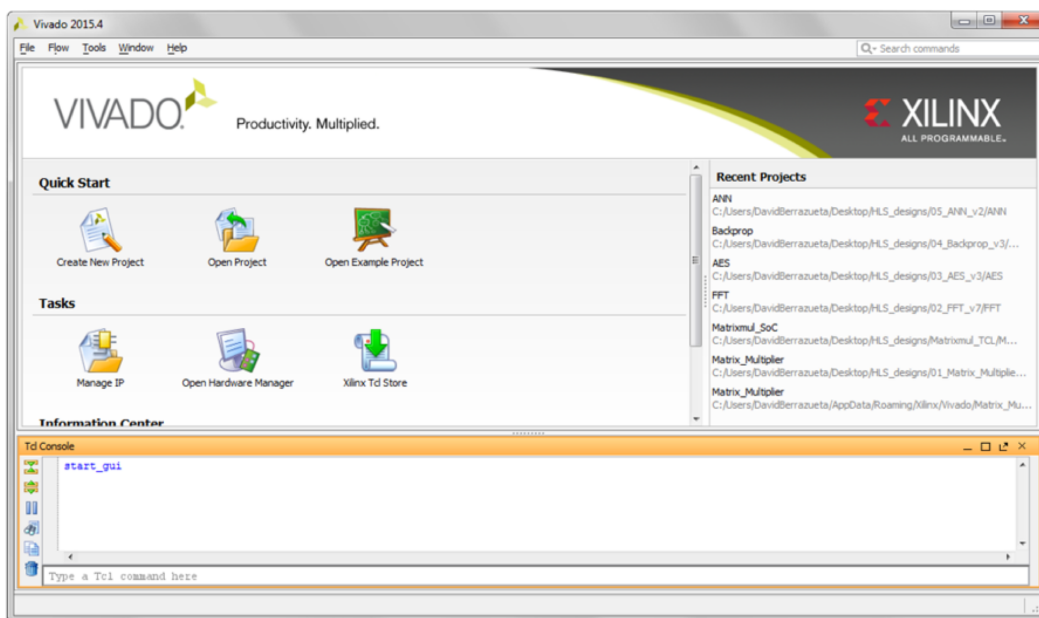 Vivado 2015.4
File Flow Tools Window Help
Search commands
VIVADO.
Productivity. Multiplied.
XILINX
ALL PROGRAMMABLE.
Quick Start
Create New Project
Open Project
Open Example Project
Tasks
Manage IP
Open Hardware Manager
Xilinx Tcl Store
Information Center
Recent Projects
ANN
C:/Users/DavidBerrazueta/Desktop/HLS_designs/05_ANN_v2/ANN
Backprop
C:/Users/DavidBerrazueta/Desktop/HLS_designs/04_Backprop_v3/...
AES
C:/Users/DavidBerrazueta/Desktop/HLS_designs/03_AES_v3/AES
FFT
C:/Users/DavidBerrazueta/Desktop/HLS_designs/02_FFT_v7/FFT
Matrixmul_SoC
C:/Users/DavidBerrazueta/Desktop/HLS_designs/Matrixmul_TCL/M...
Matrix_Multiplier
C:/Users/DavidBerrazueta/Desktop/HLS_designs/01_Matrix_Multiplie...
Matrix_Multiplier
C:/Users/DavidBerrazueta/AppData/Roaming/Xilinx/Vivado/Matrix_Mu...
Tcl Console
start_gui
Type a Tcl command here